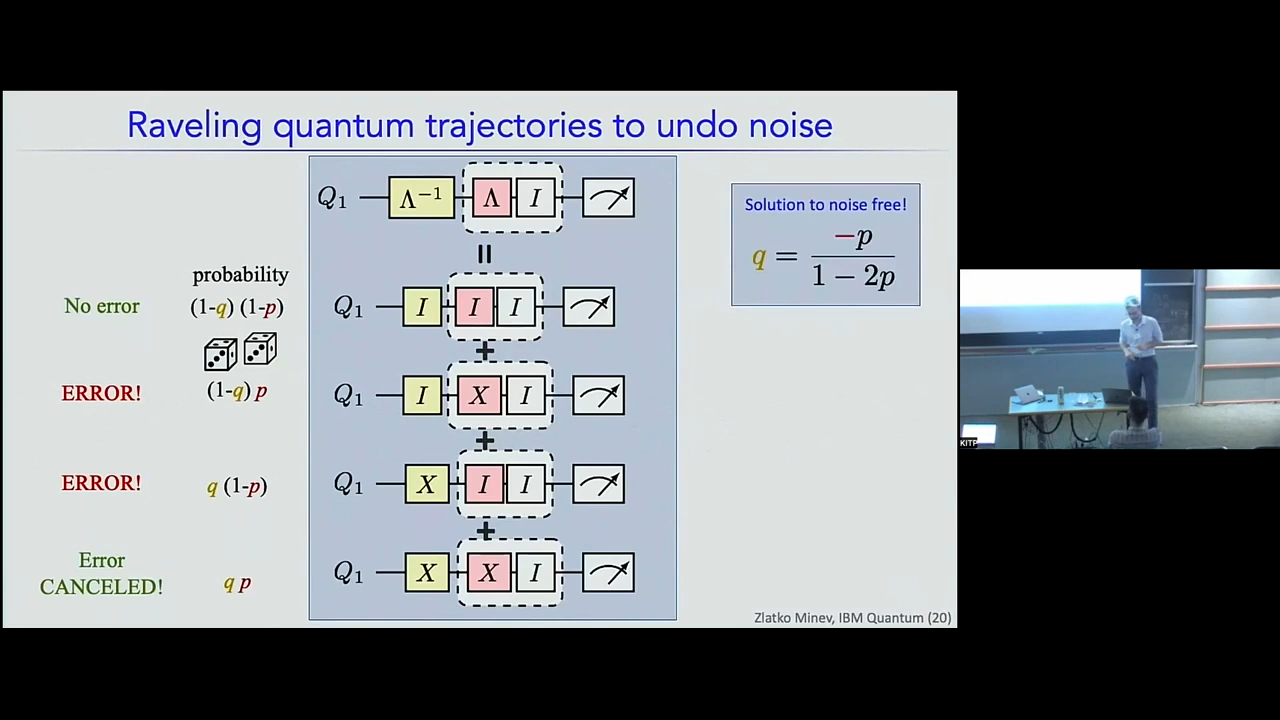 Raveling quantum trajectories to undo noise
Q₁ Λ⁻¹ Λ I
Solution to noise free!
q = −p / (1 − 2p)
=
probability
No error (1-q) (1-p) Q₁ I I I
+
ERROR! (1-q) p Q₁ I X I
+
ERROR! q (1-p) Q₁ X I I
+
Error
CANCELED! q p Q₁ X X I
Zlatko Minev, IBM Quantum (20)
KITP